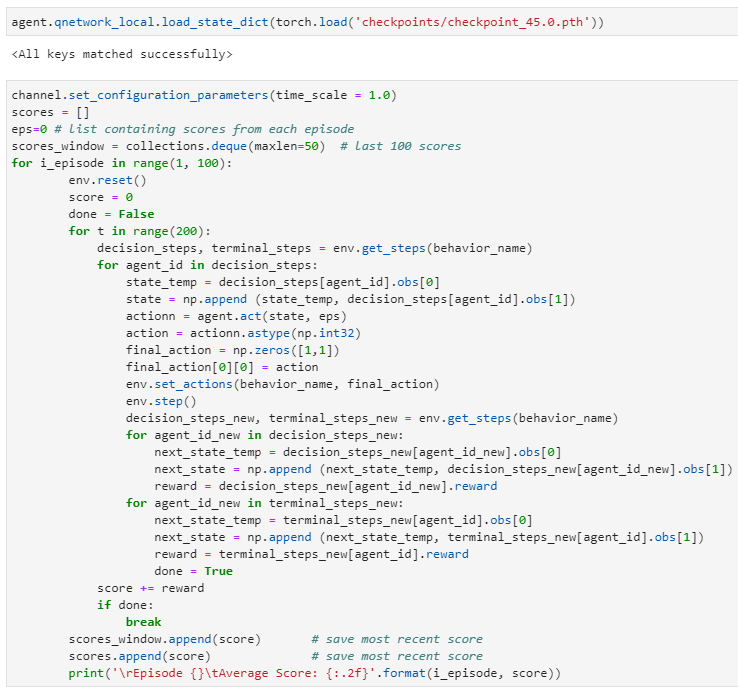 agent.qnetwork_local.load_state_dict(torch.load('checkpoints/checkpoint_45.0.pth'))
<All keys matched successfully>
channel.set_configuration_parameters(time_scale = 1.0)
scores = []
eps=0 # list containing scores from each episode
scores_window = collections.deque(maxlen=50)  # last 100 scores
for i_episode in range(1, 100):
        env.reset()
        score = 0
        done = False
        for t in range(200):
            decision_steps, terminal_steps = env.get_steps(behavior_name)
            for agent_id in decision_steps:
                state_temp = decision_steps[agent_id].obs[0]
                state = np.append (state_temp, decision_steps[agent_id].obs[1])
                actionn = agent.act(state, eps)
                action = actionn.astype(np.int32)
                final_action = np.zeros([1,1])
                final_action[0][0] = action
                env.set_actions(behavior_name, final_action)
                env.step()
                decision_steps_new, terminal_steps_new = env.get_steps(behavior_name)
                for agent_id_new in decision_steps_new:
                    next_state_temp = decision_steps_new[agent_id_new].obs[0]
                    next_state = np.append (next_state_temp, decision_steps_new[agent_id_new].obs[1])
                    reward = decision_steps_new[agent_id_new].reward
                for agent_id_new in terminal_steps_new:
                    next_state_temp = terminal_steps_new[agent_id].obs[0]
                    next_state = np.append (next_state_temp, terminal_steps_new[agent_id].obs[1])
                    reward = terminal_steps_new[agent_id].reward
                    done = True
            score += reward
            if done:
                break
        scores_window.append(score)       # save most recent score
        scores.append(score)              # save most recent score
        print('\rEpisode {}\tAverage Score: {:.2f}'.format(i_episode, score))